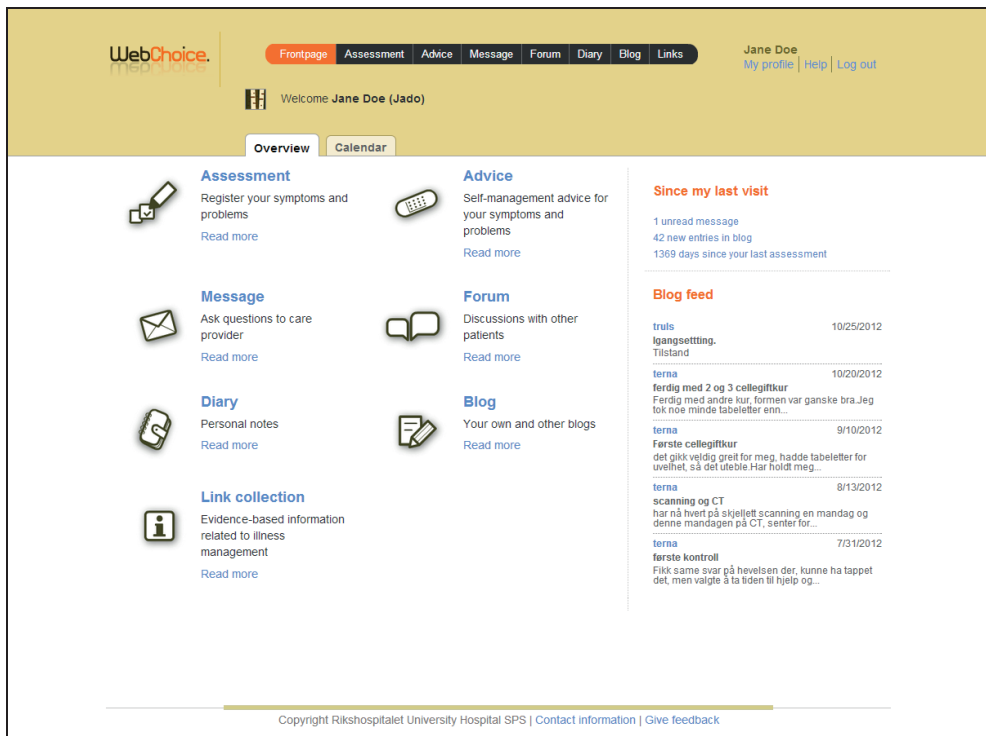 WebChoice.
Frontpage Assessment Advice Message Forum Diary Blog Links
Jane Doe
My profile | Help | Log out
Welcome Jane Doe (Jado)
Overview Calendar
Assessment
Register your symptoms and
problems
Read more
Advice
Self-management advice for
your symptoms and
problems
Read more
Message
Ask questions to care
provider
Read more
Forum
Discussions with other
patients
Read more
Diary
Personal notes
Read more
Blog
Your own and other blogs
Read more
Link collection
Evidence-based information
related to illness
management
Read more
Since my last visit
1 unread message
42 new entries in blog
1369 days since your last assessment
Blog feed
truls 10/25/2012
Igangsettting.
Tilstand
terna 10/20/2012
ferdig med 2 og 3 cellegiftkur
Ferdig med andre kur, formen var ganske bra.Jeg
tok noe minde tabeletter enn...
terna 9/10/2012
Første cellegiftkur
det gikk veldig greit for meg, hadde tabeletter for
uvelhet, så det uteble.Har holdt meg...
terna 8/13/2012
scanning og CT
har nå hvert på skjellett scanning en mandag og
denne mandagen på CT, senter for...
terna 7/31/2012
første kontroll
Fikk same svar på hevelsen der, kunne ha tappet
det, men valgte å ta tiden til hjelp og...
Copyright Rikshospitalet University Hospital SPS | Contact information | Give feedback